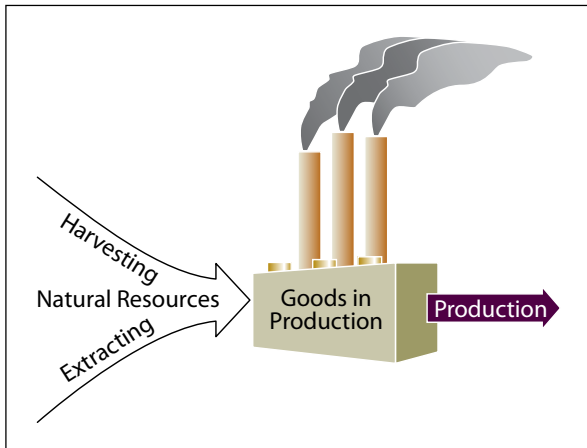 Harvesting
Natural Resources
Extracting
Goods in
Production
Production